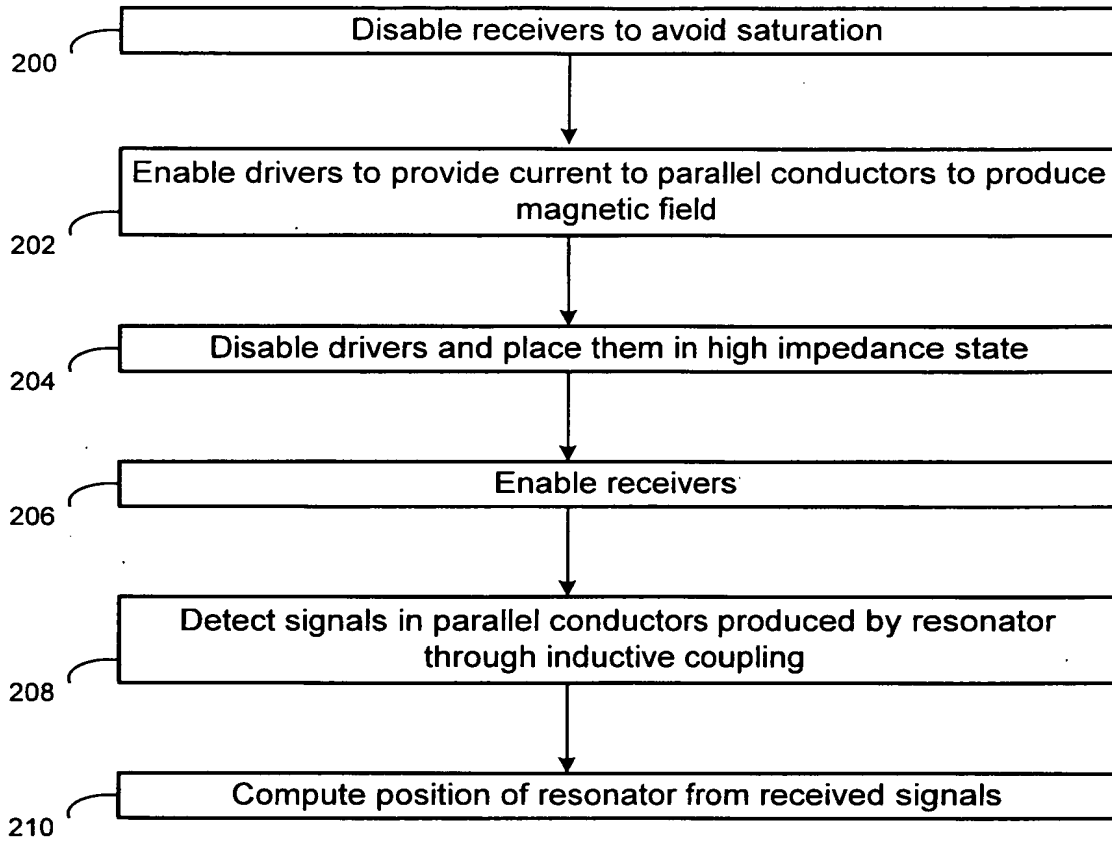 Disable receivers to avoid saturation
200
Enable drivers to provide current to parallel conductors to produce
magnetic field
202
Disable drivers and place them in high impedance state
204
Enable receivers
206
Detect signals in parallel conductors produced by resonator
through inductive coupling
208
Compute position of resonator from received signals
210